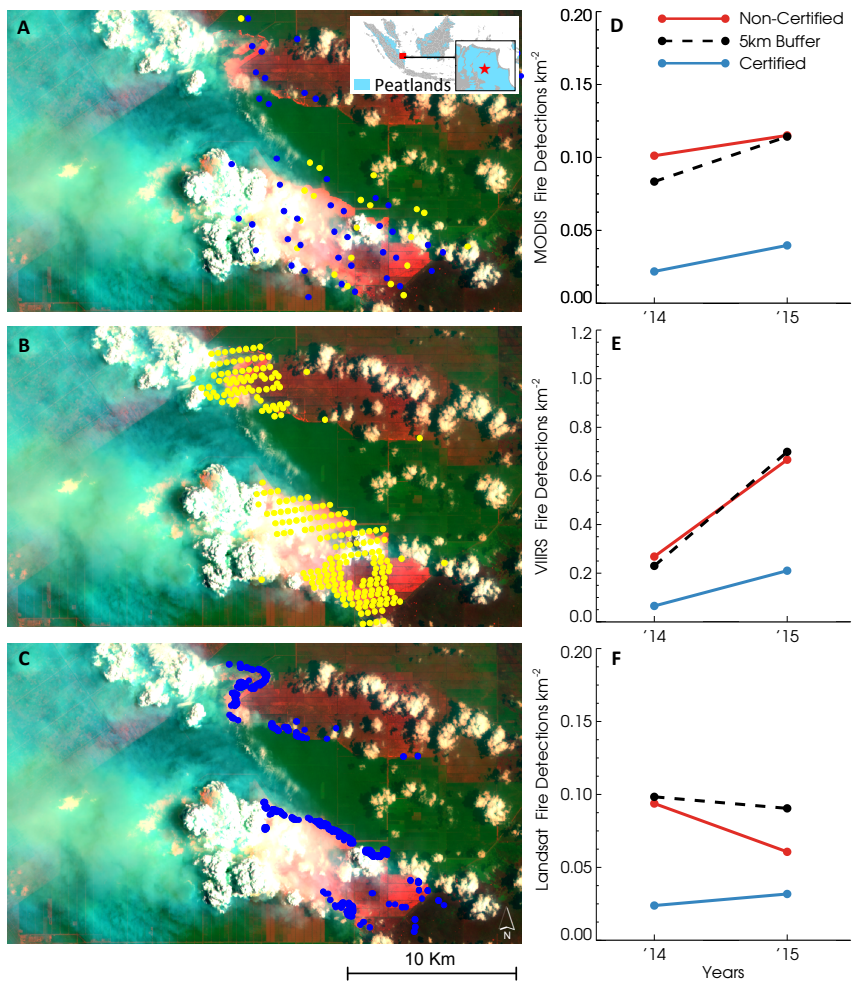 A
Peatlands
B
C
N
10 Km
D
Non-Certified
5km Buffer
Certified
0.20
0.15
0.10
0.05
0.00
MODIS Fire Detections km-2
'14
'15
E
1.2
1.0
0.8
0.6
0.4
0.2
0.0
VIIRS Fire Detections km-2
'14
'15
F
0.20
0.15
0.10
0.05
0.00
Landsat Fire Detections km-2
'14
'15
Years